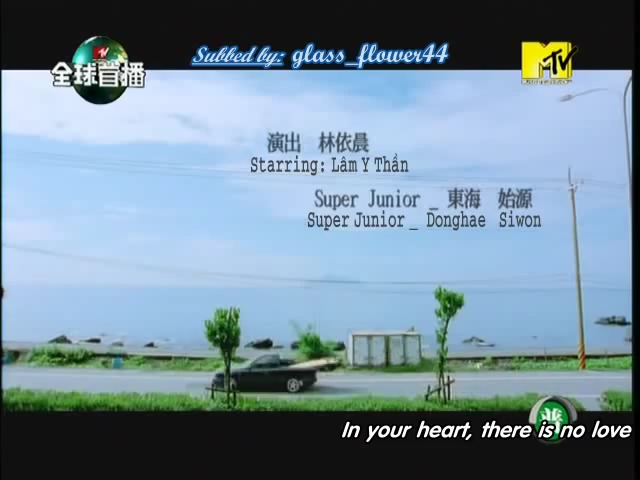 Subbed by: glass_flower44
MTV
全球首播
演出 林依晨
Starring: Lâm Y Thần
Super Junior _ 東海 始源
Super Junior _ Donghae Siwon
In your heart, there is no love